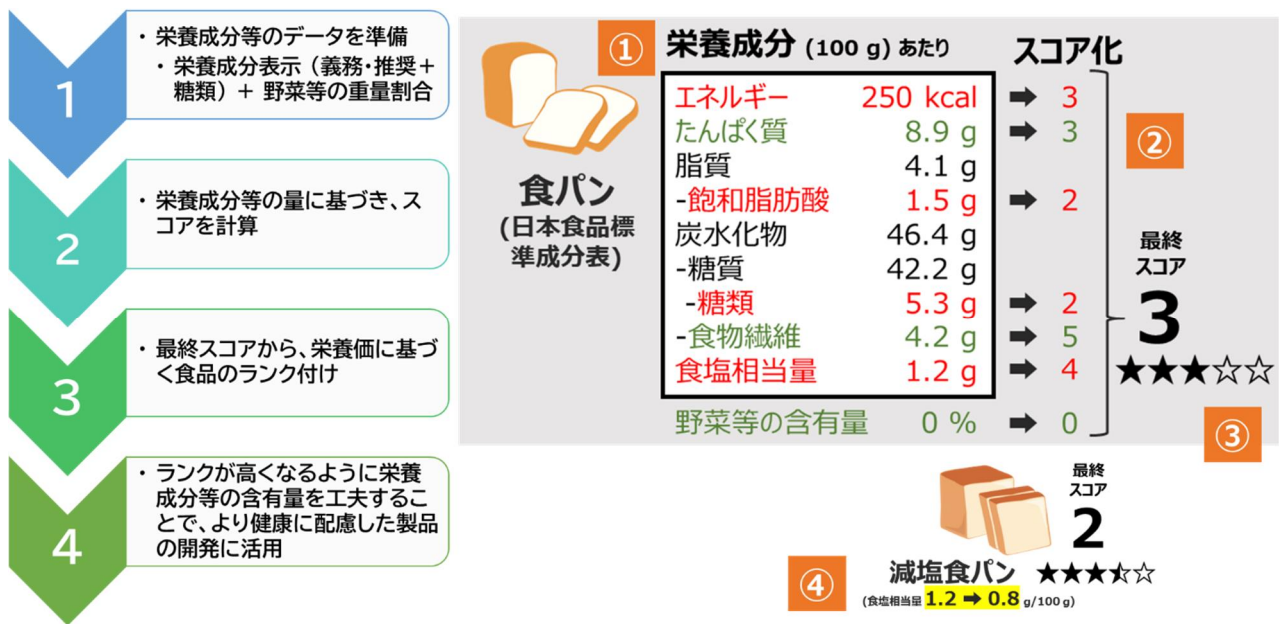 1
・栄養成分等のデータを準備
・栄養成分表示（義務・推奨＋
糖類）＋ 野菜等の重量割合
2
・栄養成分等の量に基づき、ス
コアを計算
3
・最終スコアから、栄養価に基づ
く食品のランク付け
4
・ランクが高くなるように栄養
成分等の含有量を工夫するこ
とで、より健康に配慮した製品
の開発に活用
食パン
(日本食品標
準成分表)
① 栄養成分 (100 g) あたり スコア化
エネルギー 250 kcal ➡ 3
たんぱく質 8.9 g ➡ 3
脂質 4.1 g
-飽和脂肪酸 1.5 g ➡ 2
炭水化物 46.4 g
-糖質 42.2 g
-糖類 5.3 g ➡ 2
-食物繊維 4.2 g ➡ 5
食塩相当量 1.2 g ➡ 4
野菜等の含有量 0 % ➡ 0
②
最終
スコア
3
★★★☆☆
③
④
減塩食パン
(食塩相当量 1.2 ➡ 0.8 g/100 g)
最終
スコア
2
★★★⯪☆